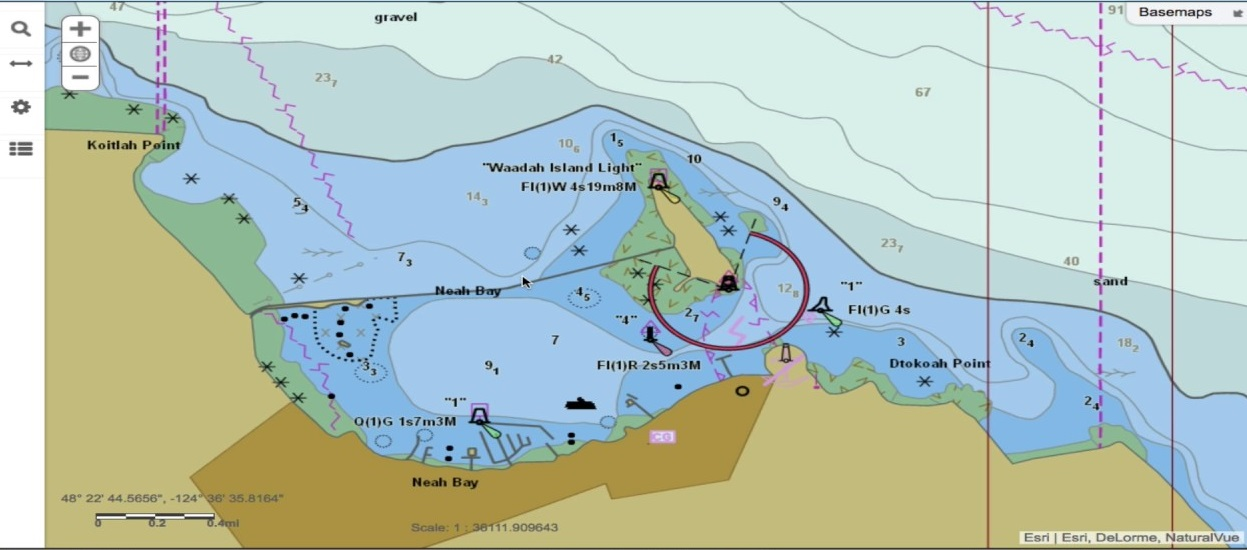 47
gravel
91
Basemaps
42
23₇
67
Koitlah Point
10₆
1₅
10
"Waadah Island Light"
Fl(1)W 4s19m8M
14₃
5₄
9₄
7₃
23₇
40
sand
Neah Bay
4₅
12₈
"1"
Fl(1)G 4s
2₇
"4"
7
3
2₄
18₂
Dtokoah Point
Fl(1)R 2s5m3M
3₃
9₁
"1"
2₄
Q(1)G 1s7m3M
CG
Neah Bay
48° 22' 44.5656", -124° 36' 35.8164"
0 0.2 0.4mi
Scale: 1 : 36111.909643
Esri | Esri, DeLorme, NaturalVue